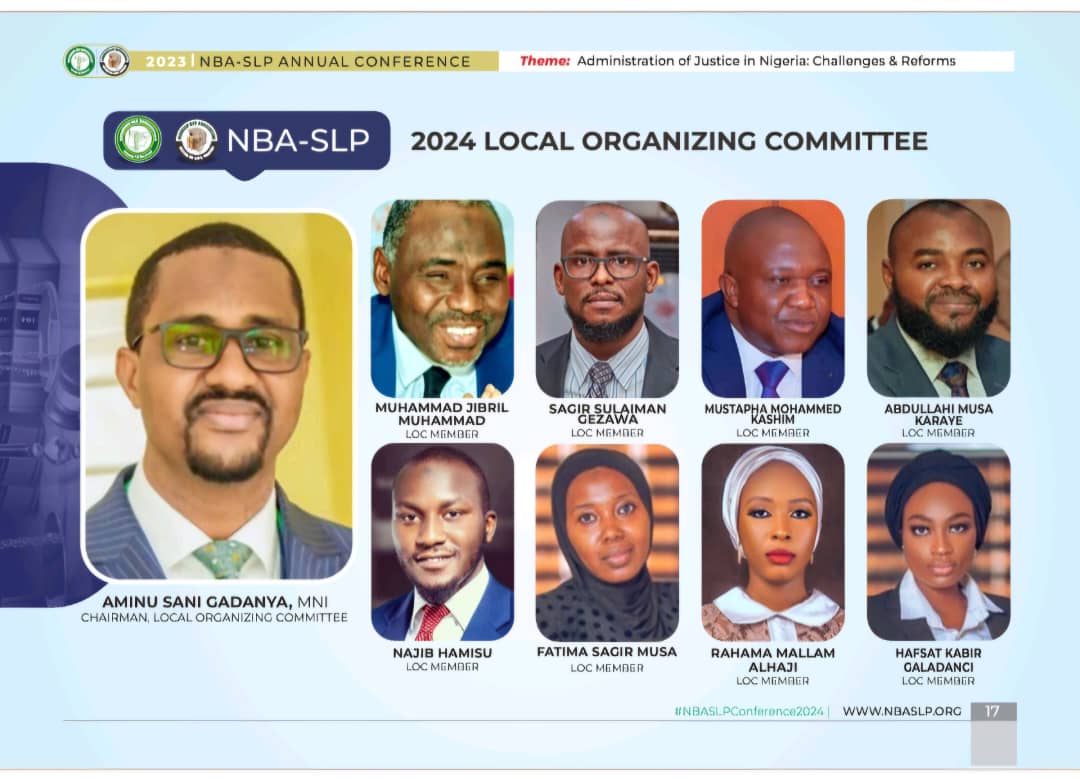 2023 | NBA-SLP ANNUAL CONFERENCE
Theme: Administration of Justice in Nigeria: Challenges & Reforms
NBA-SLP
2024 LOCAL ORGANIZING COMMITTEE
AMINU SANI GADANYA, MNI
CHAIRMAN, LOCAL ORGANIZING COMMITTEE
MUHAMMAD JIBRIL
MUHAMMAD
LOC MEMBER
SAGIR SULAIMAN
GEZAWA
LOC MEMBER
MUSTAPHA MOHAMMED
KASHIM
LOC MEMBER
ABDULLAHI MUSA
KARAYE
LOC MEMBER
NAJIB HAMISU
LOC MEMBER
FATIMA SAGIR MUSA
LOC MEMBER
RAHAMA MALLAM
ALHAJI
LOC MEMBER
HAFSAT KABIR
GALADANCI
LOC MEMBER
#NBASLPConference2024 | WWW.NBASLP.ORG 17